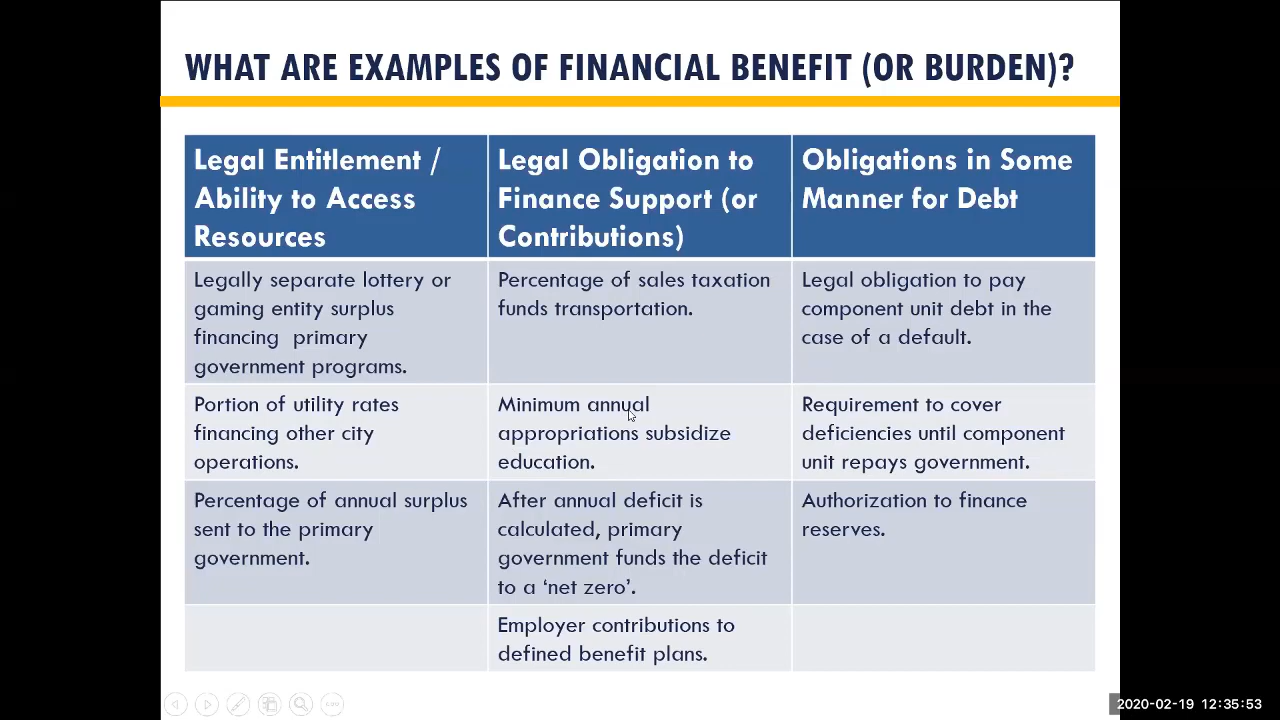 WHAT ARE EXAMPLES OF FINANCIAL BENEFIT (OR BURDEN)?
Legal Entitlement /
Ability to Access
Resources
Legal Obligation to
Finance Support (or
Contributions)
Obligations in Some
Manner for Debt
Legally separate lottery or
gaming entity surplus
financing primary
government programs.
Percentage of sales taxation
funds transportation.
Legal obligation to pay
component unit debt in the
case of a default.
Portion of utility rates
financing other city
operations.
Minimum annual
appropriations subsidize
education.
Requirement to cover
deficiencies until component
unit repays government.
Percentage of annual surplus
sent to the primary
government.
After annual deficit is
calculated, primary
government funds the deficit
to a ‘net zero’.
Authorization to finance
reserves.
Employer contributions to
defined benefit plans.
2020-02-19 12:35:53